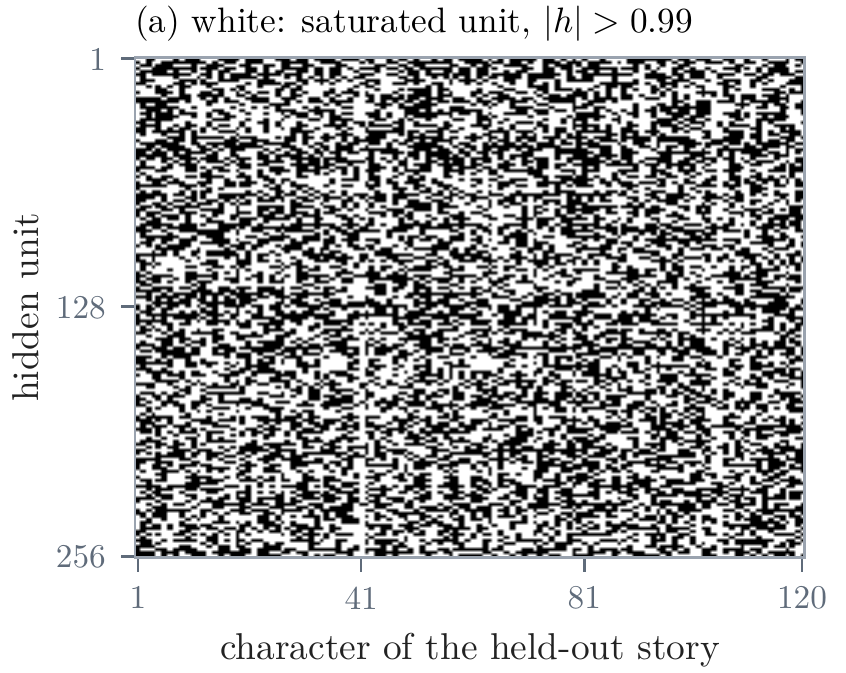 (a) white: saturated unit, |h| > 0.99
1
128
256
hidden unit
1 41 81 120
character of the held-out story